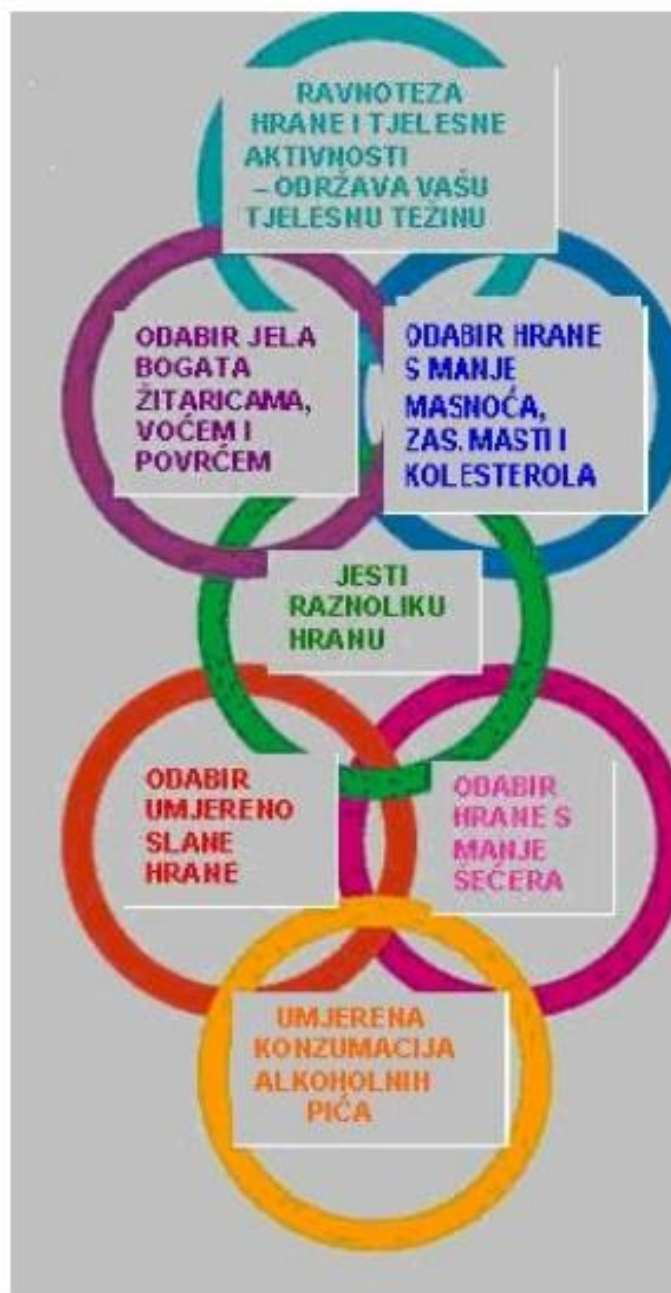 RAVNOTEZA
HRANE I TJELESNE
AKTIVNOSTI
– ODRŽAVA VAŠU
TJELESNU TEŽINU
ODABIR JELA
BOGATA
ŽITARICAMA,
VOĆEM I
POVRĆEM
ODABIR HRANE
S MANJE
MASNOĆA,
ZAS. MASTI I
KOLESTEROLA
JESTI
RAZNOLIKU
HRANU
ODABIR
UMJERENO
SLANE
HRANE
ODABIR
HRANE S
MANJE
ŠEĆERA
UMJERENA
KONZUMACIJA
ALKOHOLNIH
PIĆA